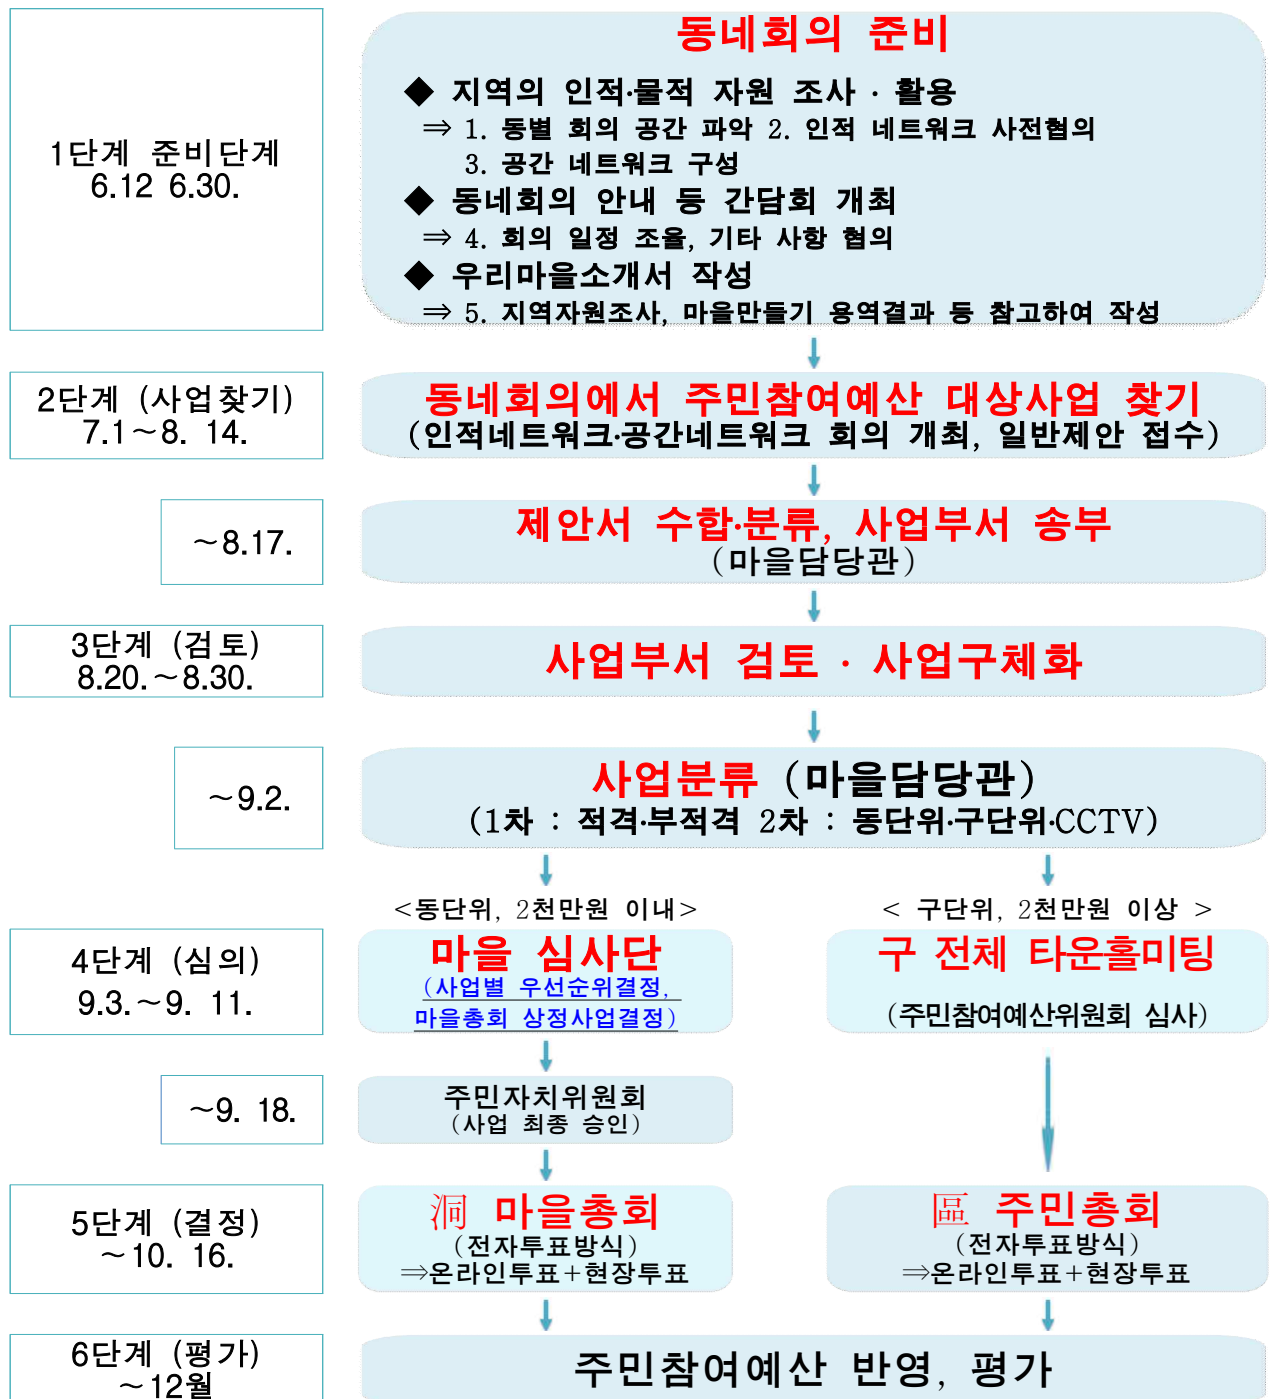 1단계 준비단계
6.12 6.30.
동네회의 준비
◆ 지역의 인적·물적 자원 조사 · 활용
⇒ 1. 동별 회의 공간 파악 2. 인적 네트워크 사전협의
3. 공간 네트워크 구성
◆ 동네회의 안내 등 간담회 개최
⇒ 4. 회의 일정 조율, 기타 사항 협의
◆ 우리마을소개서 작성
⇒ 5. 지역자원조사, 마을만들기 용역결과 등 참고하여 작성
2단계 (사업찾기)
7.1~8. 14.
동네회의에서 주민참여예산 대상사업 찾기
(인적네트워크·공간네트워크 회의 개최, 일반제안 접수)
~8.17.
제안서 수합·분류, 사업부서 송부
(마을담당관)
3단계 (검토)
8.20.~8.30.
사업부서 검토 · 사업구체화
~9.2.
사업분류 (마을담당관)
(1차 : 적격·부적격 2차 : 동단위·구단위·CCTV)
<동단위, 2천만원 이내>
< 구단위, 2천만원 이상 >
4단계 (심의)
9.3.~9. 11.
마을 심사단
(사업별 우선순위결정,
마을총회 상정사업결정)
구 전체 타운홀미팅
(주민참여예산위원회 심사)
~9. 18.
주민자치위원회
(사업 최종 승인)
5단계 (결정)
~10. 16.
洞 마을총회
(전자투표방식)
⇒온라인투표+현장투표
區 주민총회
(전자투표방식)
⇒온라인투표+현장투표
6단계 (평가)
~12월
주민참여예산 반영, 평가